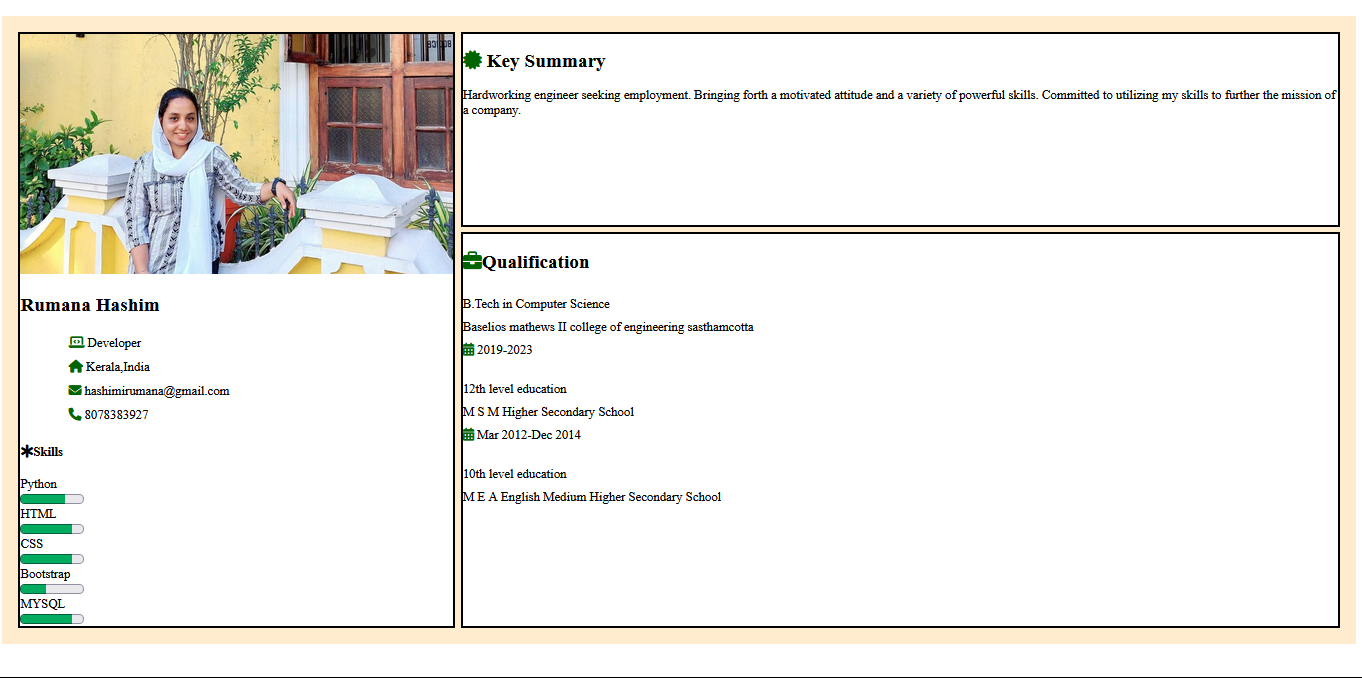 Rumana Hashim
Developer
Kerala,India
hashimirumana@gmail.com
8078383927
Skills
Python
HTML
CSS
Bootstrap
MYSQL
Key Summary
Hardworking engineer seeking employment. Bringing forth a motivated attitude and a variety of powerful skills. Committed to utilizing my skills to further the mission of
a company.
Qualification
B.Tech in Computer Science
Baselios mathews II college of engineering sasthamcotta
2019-2023
12th level education
M S M Higher Secondary School
Mar 2012-Dec 2014
10th level education
M E A English Medium Higher Secondary School